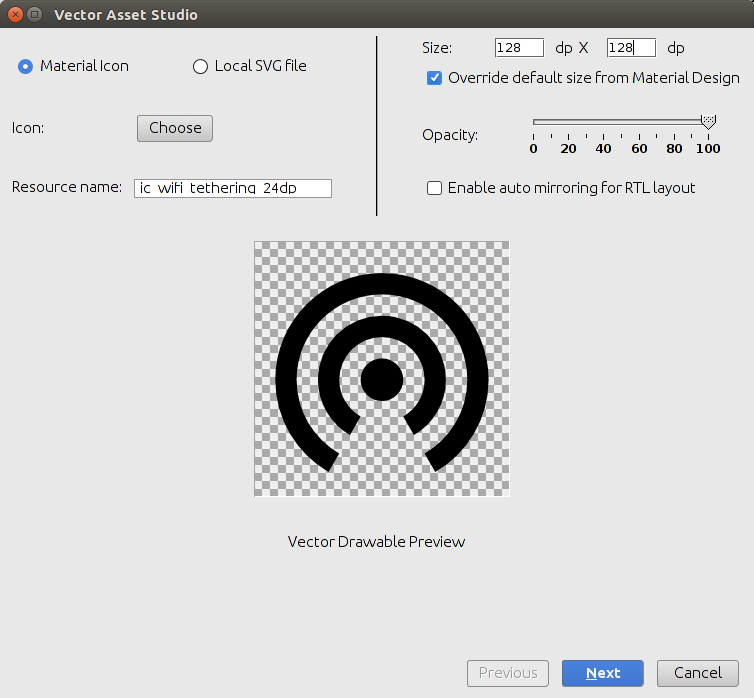 Vector Asset Studio
Material Icon
Local SVG file
Icon:
Choose
Resource name:
ic_wifi_tethering_24dp
Size:
128
dp X
128
dp
Override default size from Material Design
Opacity:
0 20 40 60 80 100
Enable auto mirroring for RTL layout
Vector Drawable Preview
Previous
Next
Cancel